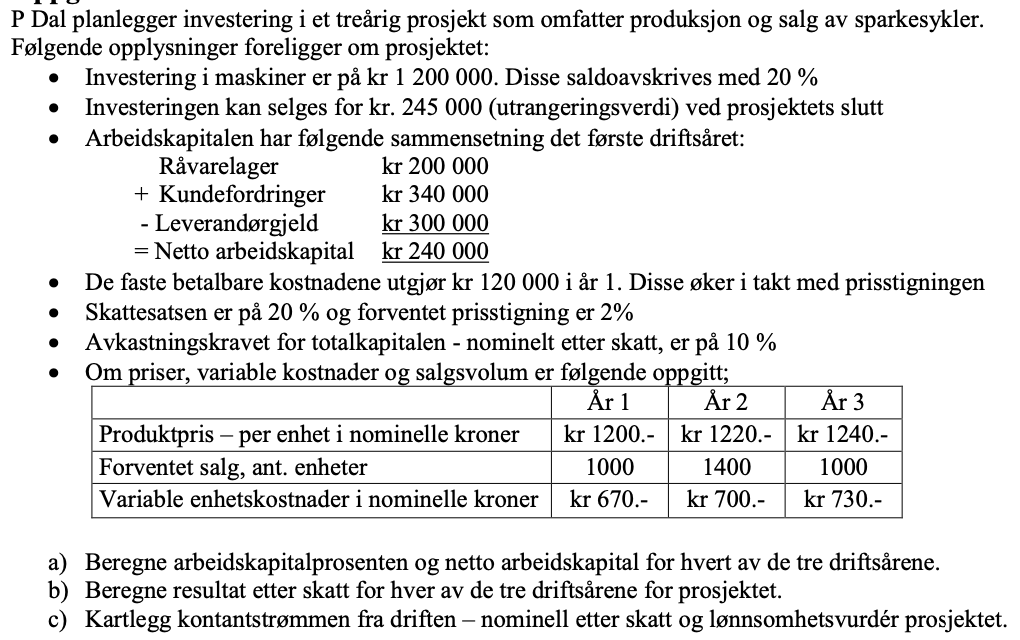 P Dal planlegger investering i et treårig prosjekt som omfatter produksjon og salg av sparkesykler.
Følgende opplysninger foreligger om prosjektet:
• Investering i maskiner er på kr 1 200 000. Disse saldoavskrives med 20 %
• Investeringen kan selges for kr. 245 000 (utrangeringsverdi) ved prosjektets slutt
• Arbeidskapitalen har følgende sammensetning det første driftsåret:
Råvarelager kr 200 000
+ Kundefordringer kr 340 000
- Leverandørgjeld kr 300 000
= Netto arbeidskapital kr 240 000
• De faste betalbare kostnadene utgjør kr 120 000 i år 1. Disse øker i takt med prisstigningen
• Skattesatsen er på 20 % og forventet prisstigning er 2%
• Avkastningskravet for totalkapitalen - nominelt etter skatt, er på 10 %
• Om priser, variable kostnader og salgsvolum er følgende oppgitt;
År 1 År 2 År 3
Produktpris – per enhet i nominelle kroner kr 1200.- kr 1220.- kr 1240.-
Forventet salg, ant. enheter 1000 1400 1000
Variable enhetskostnader i nominelle kroner kr 670.- kr 700.- kr 730.-
a) Beregne arbeidskapitalprosenten og netto arbeidskapital for hvert av de tre driftsårene.
b) Beregne resultat etter skatt for hver av de tre driftsårene for prosjektet.
c) Kartlegg kontantstrømmen fra driften – nominell etter skatt og lønnsomhetsvurdér prosjektet.